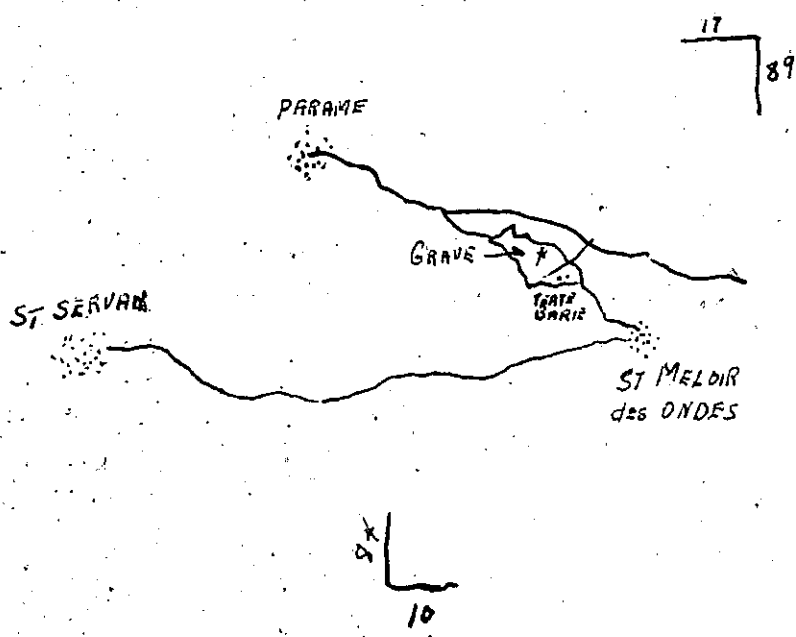 17
89
PARAME
GRAVE
ST SERVAN
ST MELOIR
des ONDES
10